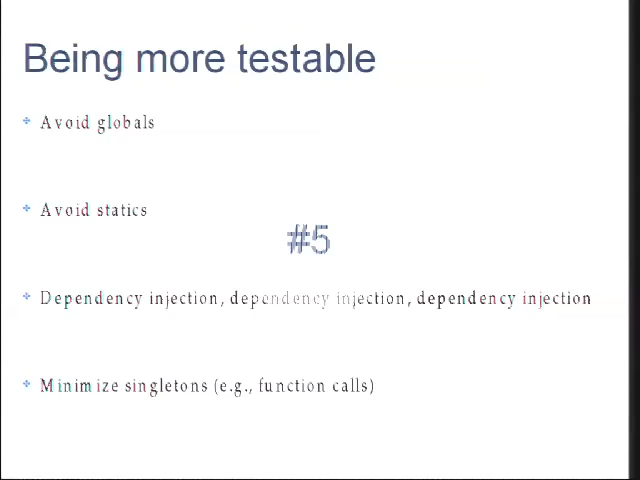 Being more testable
Avoid globals
Avoid statics
#5
Dependency injection, dependency injection, dependency injection
Minimize singletons (e.g., function calls)